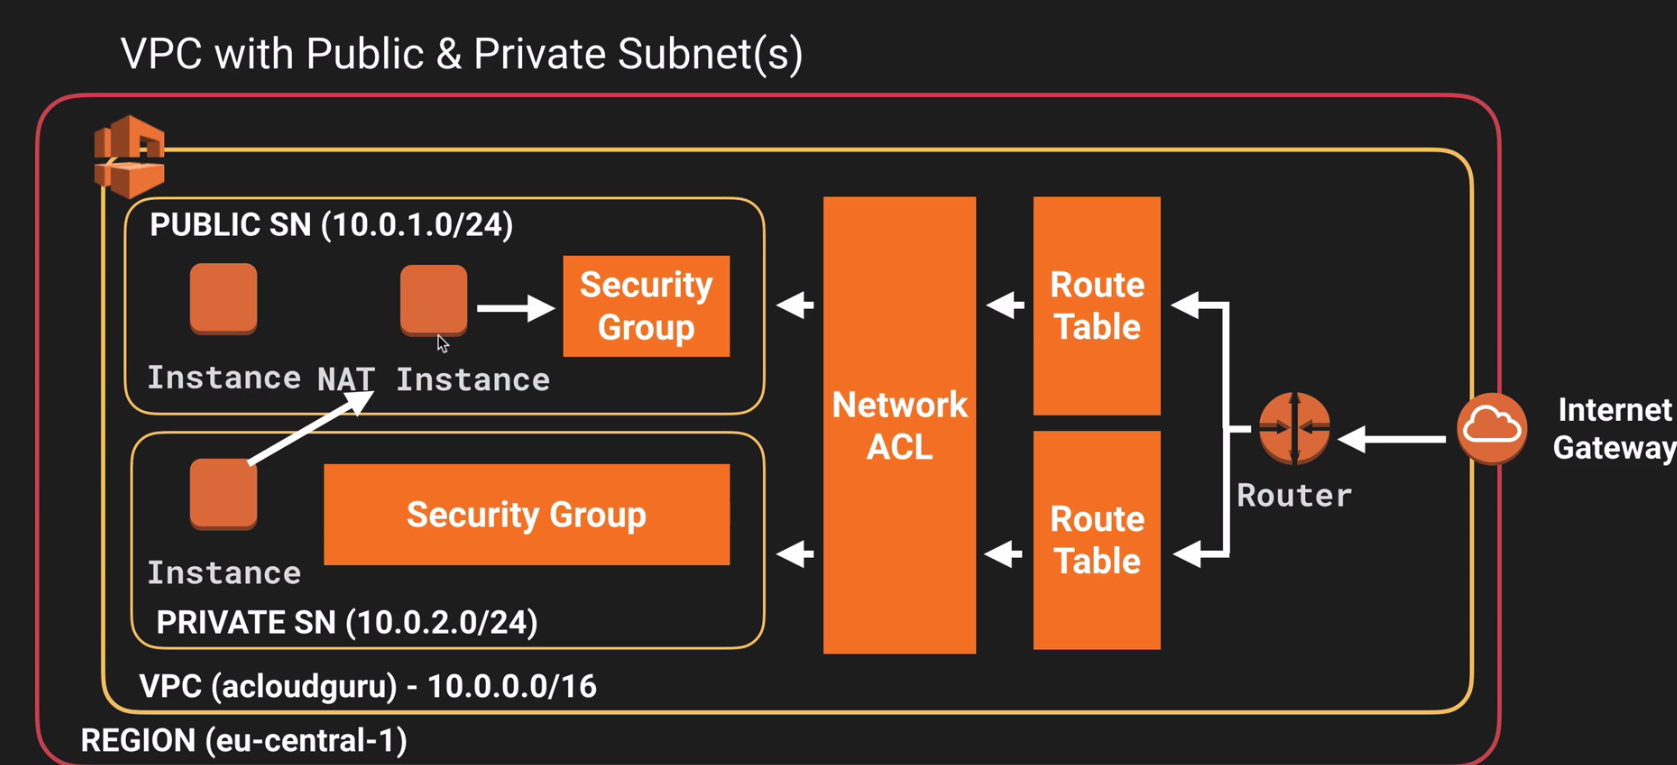 VPC with Public & Private Subnet(s)
PUBLIC SN (10.0.1.0/24)
Security
Group
Instance
NAT Instance
Instance
Security Group
PRIVATE SN (10.0.2.0/24)
Network
ACL
Route
Table
Route
Table
Router
Internet
Gateway
VPC (acloudguru) - 10.0.0.0/16
REGION (eu-central-1)